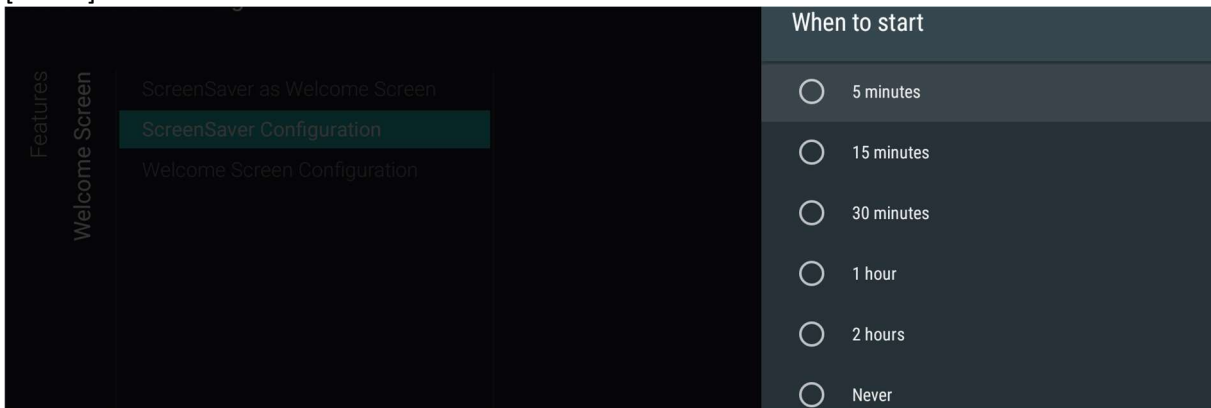 Features
Welcome Screen
ScreenSaver as Welcome Screen
ScreenSaver Configuration
Welcome Screen Configuration
When to start
5 minutes
15 minutes
30 minutes
1 hour
2 hours
Never